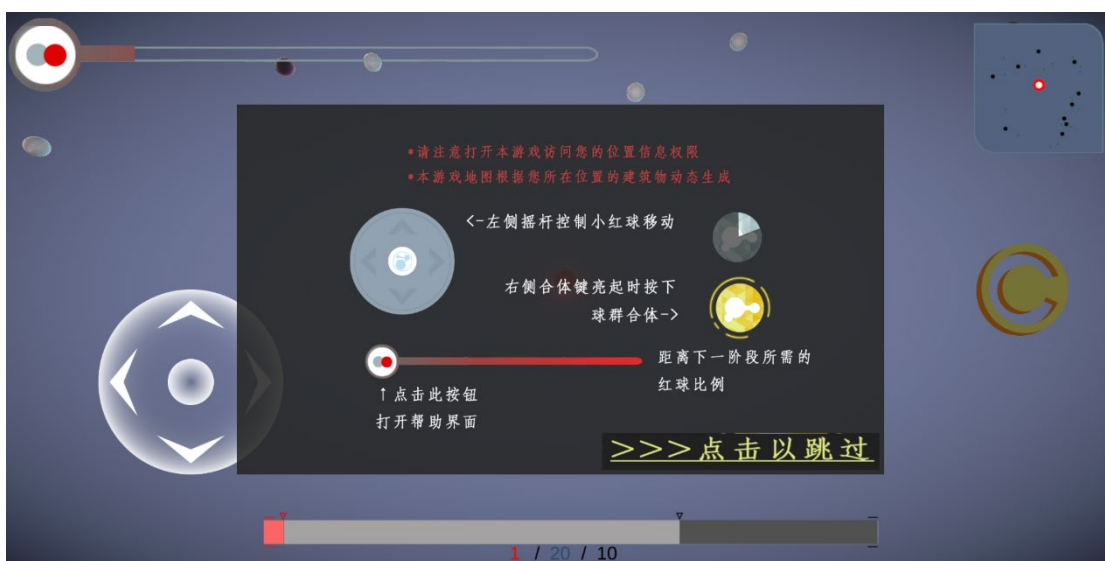 *请注意打开本游戏访问您的位置信息权限
*本游戏地图根据您所在位置的建筑物动态生成
<-左侧摇杆控制小红球移动
右侧合体键亮起时按下
球群合体->
距离下一阶段所需的
红球比例
↑点击此按钮
打开帮助界面
>>>点击以跳过
1 / 20 / 10